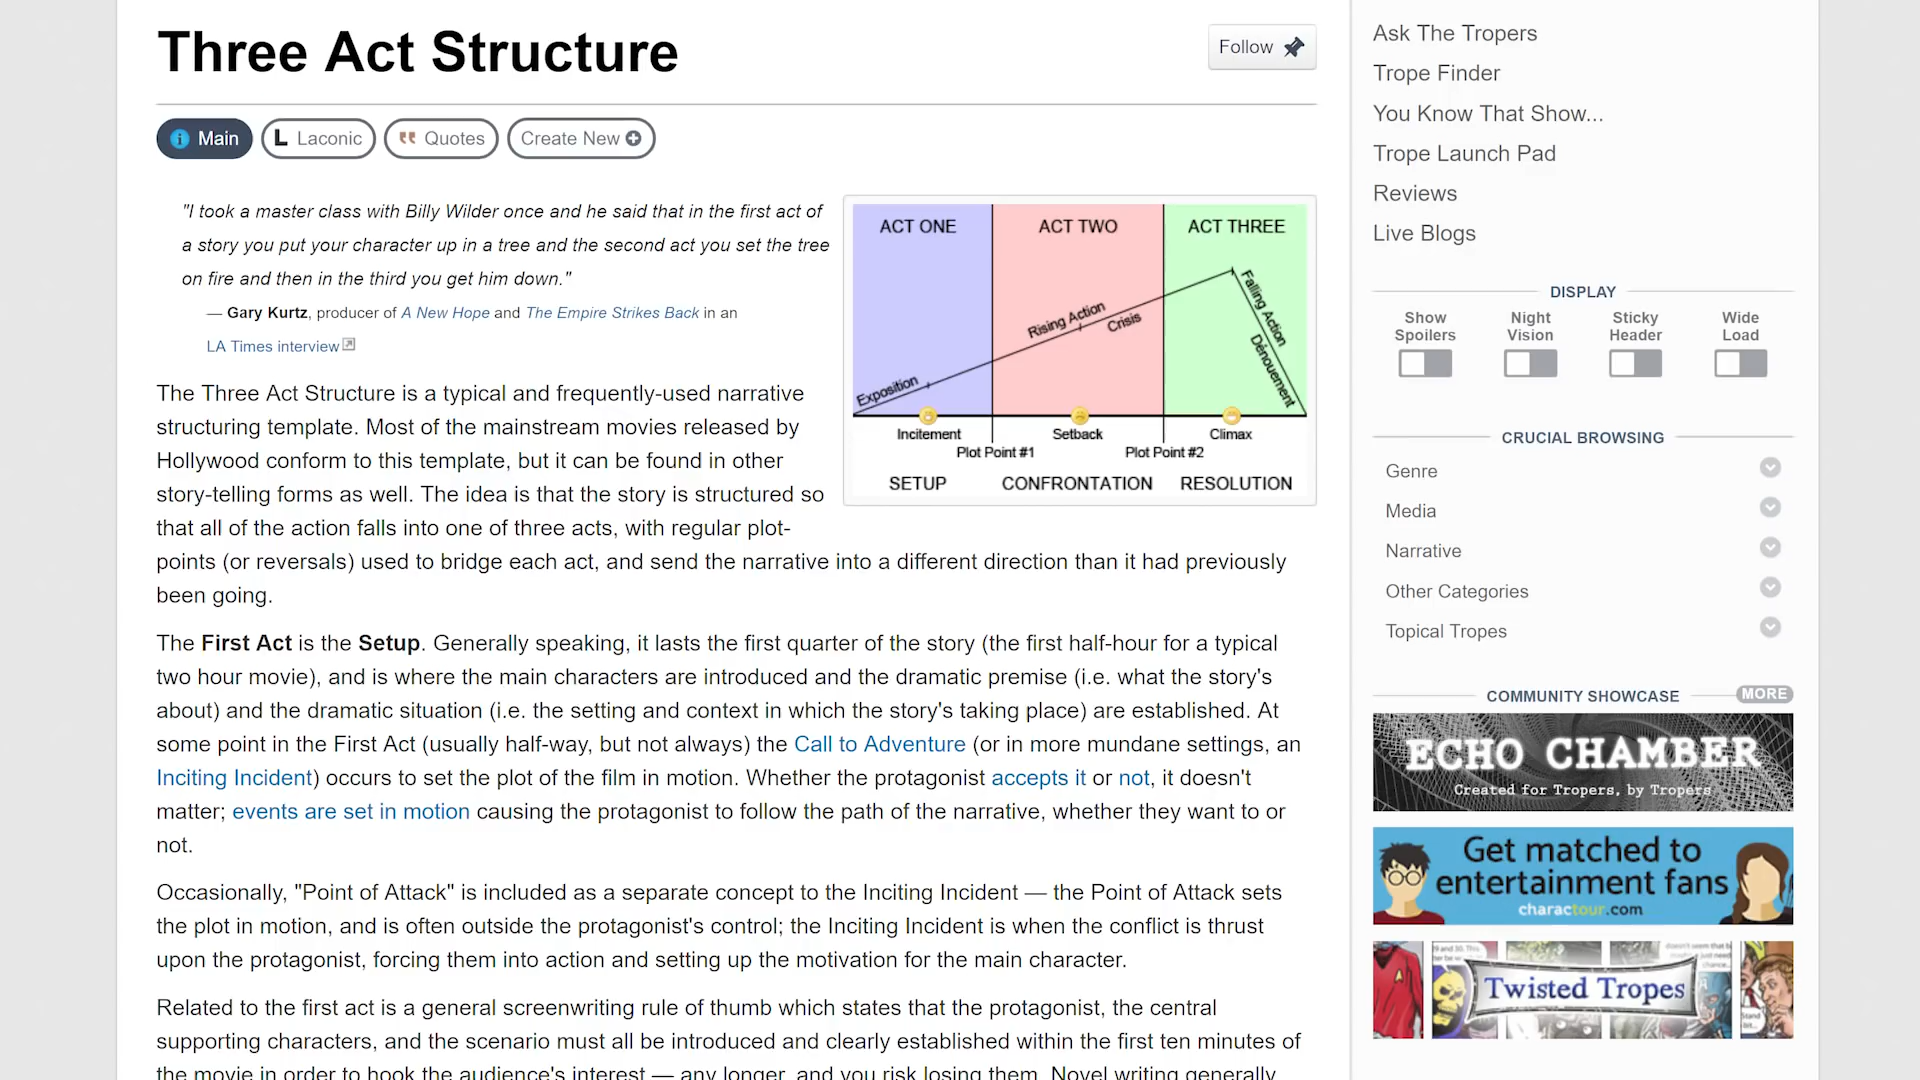 Three Act Structure
Follow
Main
Laconic
Quotes
Create New
"I took a master class with Billy Wilder once and he said that in the first act of
a story you put your character up in a tree and the second act you set the tree
on fire and then in the third you get him down."
— Gary Kurtz, producer of A New Hope and The Empire Strikes Back in an
LA Times interview
ACT ONE
ACT TWO
ACT THREE
Exposition
Rising Action
Crisis
Falling Action
Dénouement
Incitement
Setback
Climax
Plot Point #1
Plot Point #2
SETUP
CONFRONTATION
RESOLUTION
The Three Act Structure is a typical and frequently-used narrative
structuring template. Most of the mainstream movies released by
Hollywood conform to this template, but it can be found in other
story-telling forms as well. The idea is that the story is structured so
that all of the action falls into one of three acts, with regular plot-
points (or reversals) used to bridge each act, and send the narrative into a different direction than it had previously
been going.
The First Act is the Setup. Generally speaking, it lasts the first quarter of the story (the first half-hour for a typical
two hour movie), and is where the main characters are introduced and the dramatic premise (i.e. what the story's
about) and the dramatic situation (i.e. the setting and context in which the story's taking place) are established. At
some point in the First Act (usually half-way, but not always) the Call to Adventure (or in more mundane settings, an
Inciting Incident) occurs to set the plot of the film in motion. Whether the protagonist accepts it or not, it doesn't
matter; events are set in motion causing the protagonist to follow the path of the narrative, whether they want to or
not.
Occasionally, "Point of Attack" is included as a separate concept to the Inciting Incident — the Point of Attack sets
the plot in motion, and is often outside the protagonist's control; the Inciting Incident is when the conflict is thrust
upon the protagonist, forcing them into action and setting up the motivation for the main character.
Related to the first act is a general screenwriting rule of thumb which states that the protagonist, the central
supporting characters, and the scenario must all be introduced and clearly established within the first ten minutes of
the movie in order to hook the audience's interest — any longer, and you risk losing them. Novel writing generally
Ask The Tropers
Trope Finder
You Know That Show...
Trope Launch Pad
Reviews
Live Blogs
DISPLAY
Show
Spoilers
Night
Vision
Sticky
Header
Wide
Load
CRUCIAL BROWSING
Genre
Media
Narrative
Other Categories
Topical Tropes
COMMUNITY SHOWCASE
MORE
ECHO CHAMBER
Created for Tropers, by Tropers
Get matched to
entertainment fans
charactour.com
Twisted Tropes